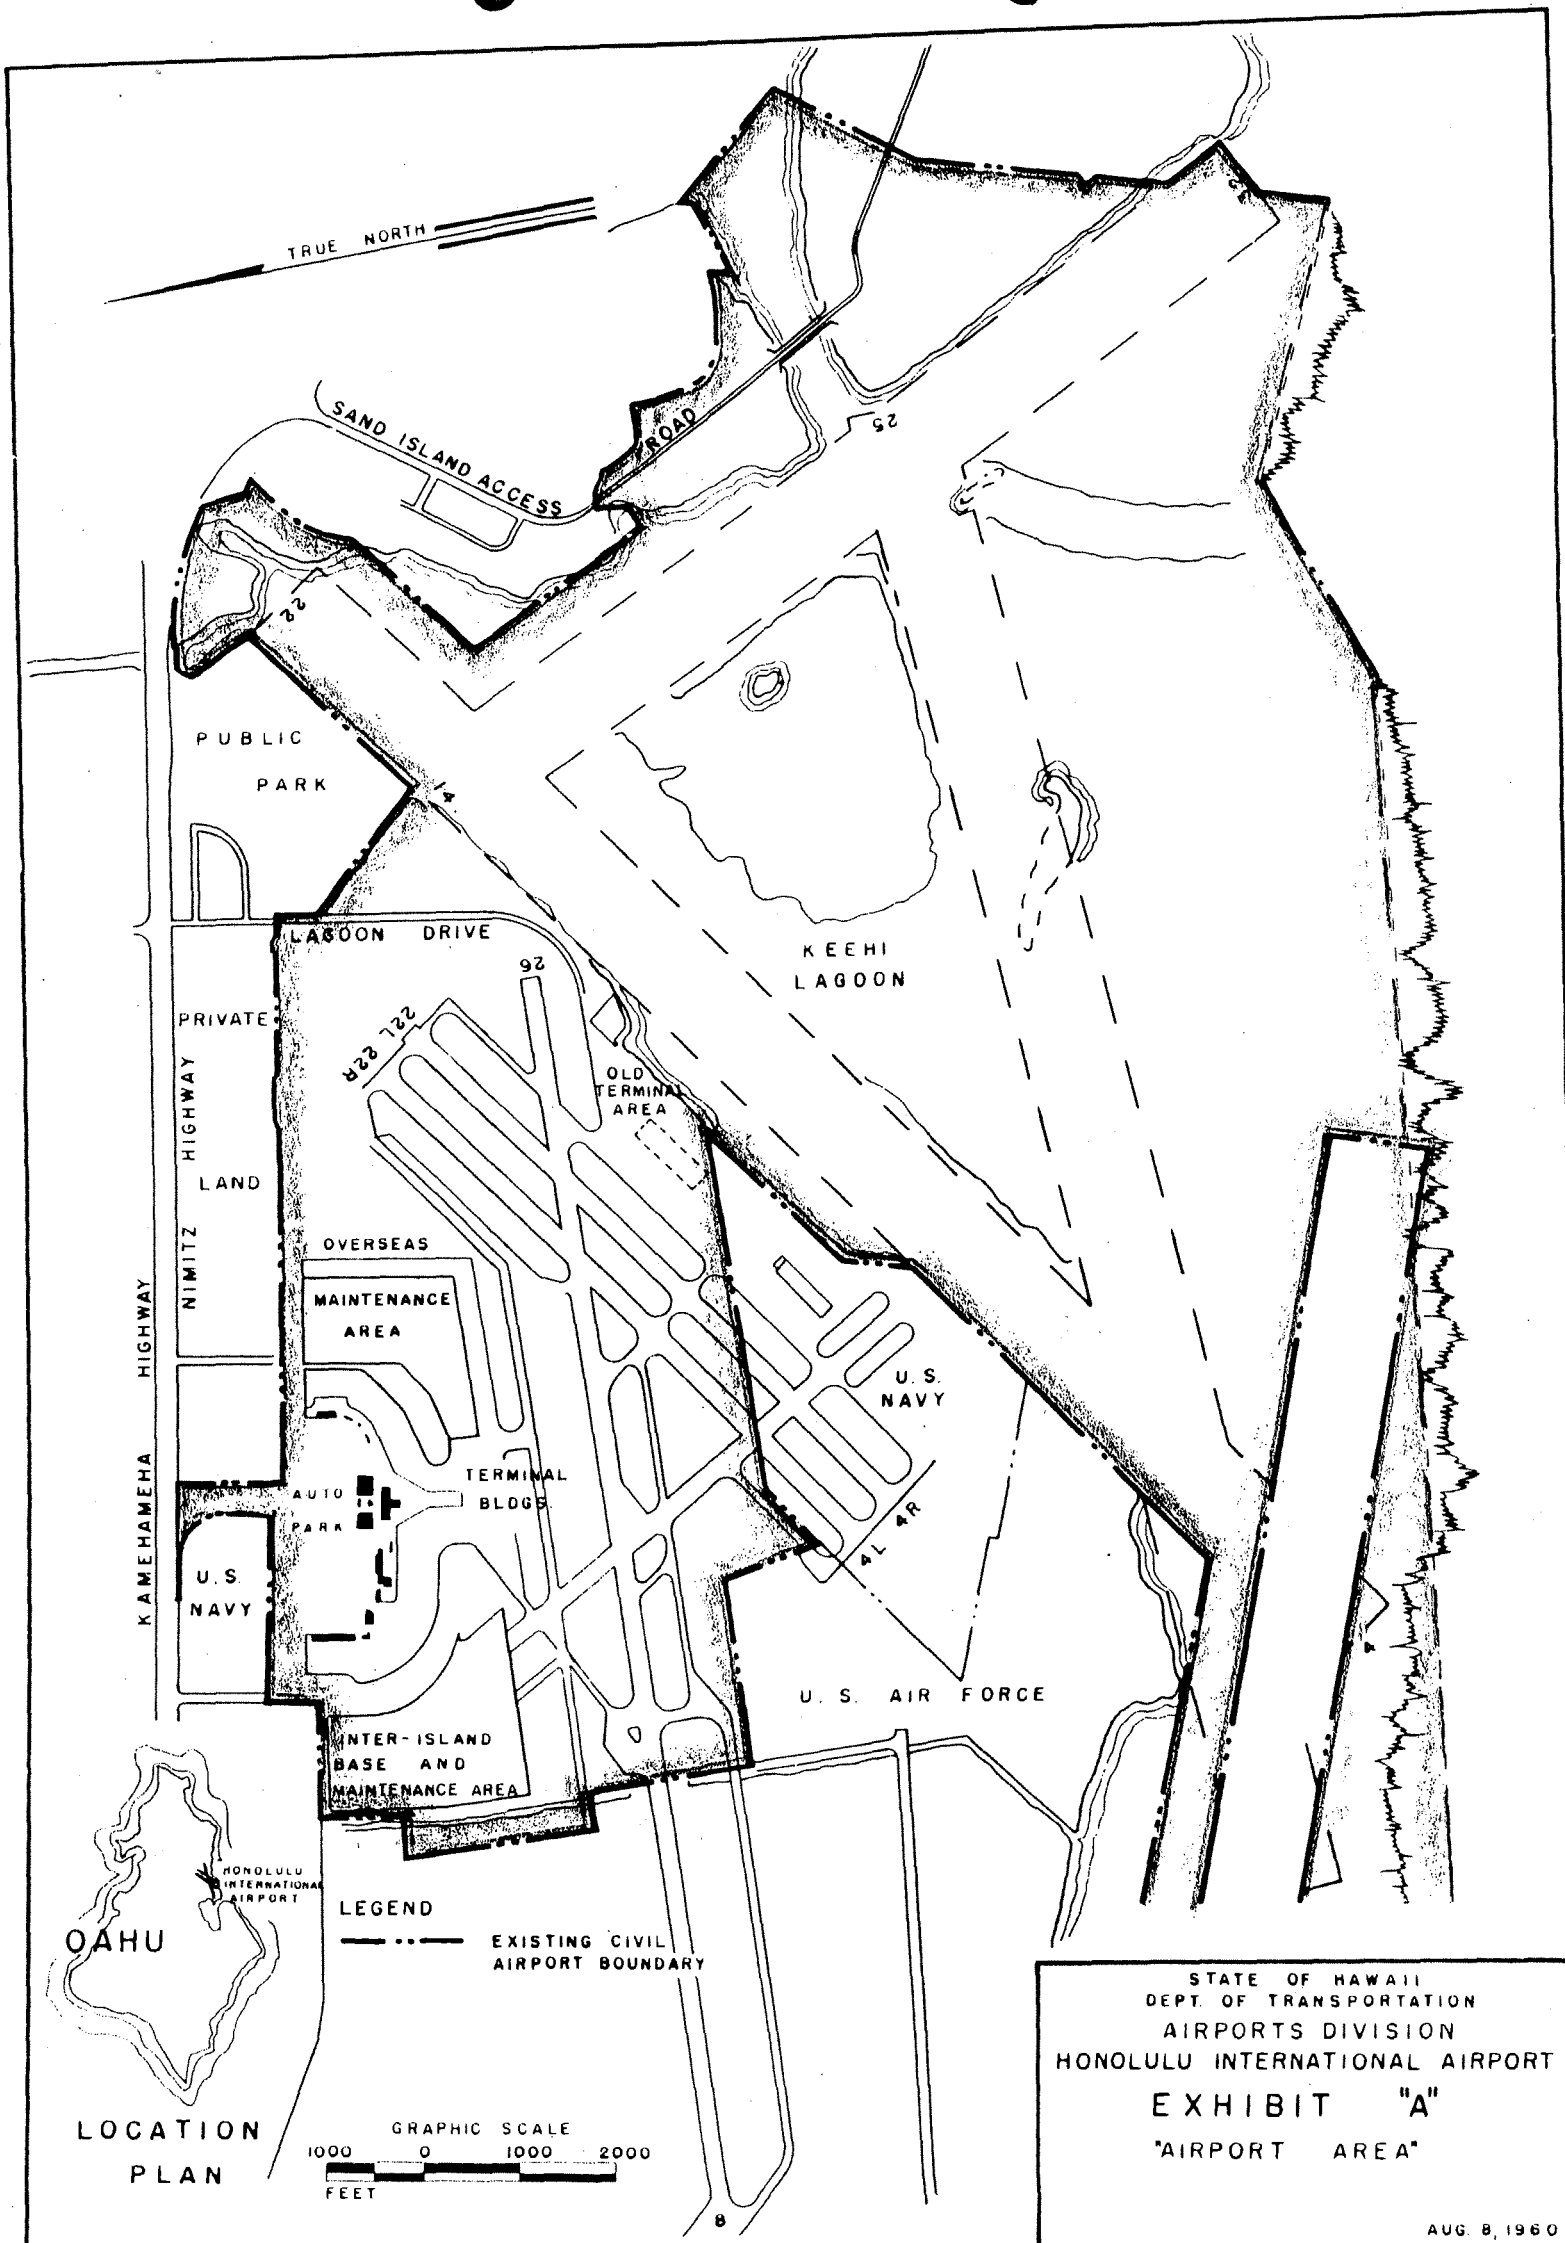 TRUE NORTH
SAND ISLAND ACCESS
ROAD
25
22
PUBLIC
PARK
14
LAGOON DRIVE
26
KEEHI
LAGOON
PRIVATE
LAND
22L 22R
OLD
TERMINAL
AREA
NIMITZ HIGHWAY
KAMEHAMEHA HIGHWAY
OVERSEAS
MAINTENANCE
AREA
U. S.
NAVY
AUTO
PARK
TERMINAL
BLDGS.
4L 4R
U. S.
NAVY
4
U. S. AIR FORCE
INTER-ISLAND
BASE AND
MAINTENANCE AREA
HONOLULU
INTERNATIONAL
AIRPORT
OAHU
LOCATION
PLAN
LEGEND
EXISTING CIVIL
AIRPORT BOUNDARY
GRAPHIC SCALE
1000 0 1000 2000
FEET
8
STATE OF HAWAII
DEPT. OF TRANSPORTATION
AIRPORTS DIVISION
HONOLULU INTERNATIONAL AIRPORT
EXHIBIT "A"
"AIRPORT AREA"
AUG. 8, 1960